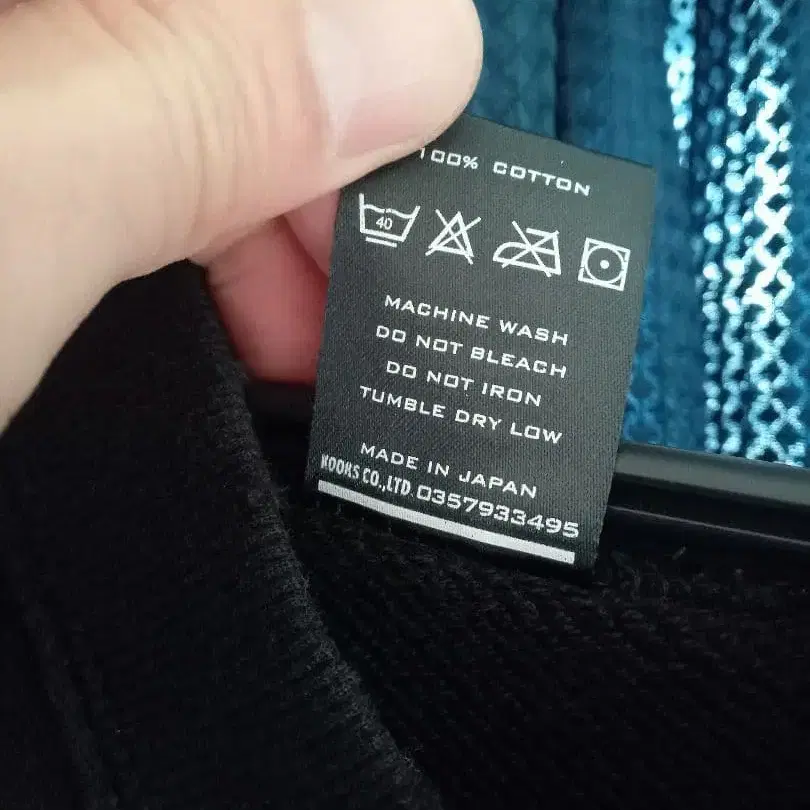 100% COTTON
40
MACHINE WASH
DO NOT BLEACH
DO NOT IRON
TUMBLE DRY LOW
MADE IN JAPAN
KOOKS CO.,LTD. 0357933495